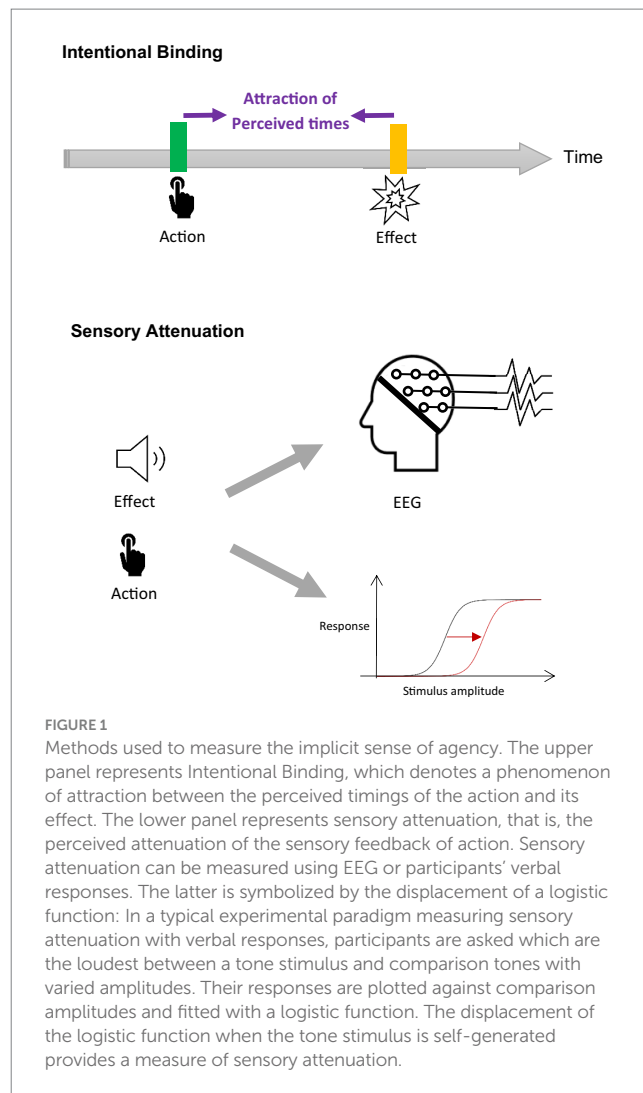 Intentional Binding
Attraction of
Perceived times
Time
Action
Effect
Sensory Attenuation
Effect
EEG
Action
Response
Stimulus amplitude
FIGURE 1
Methods used to measure the implicit sense of agency. The upper
panel represents Intentional Binding, which denotes a phenomenon
of attraction between the perceived timings of the action and its
effect. The lower panel represents sensory attenuation, that is, the
perceived attenuation of the sensory feedback of action. Sensory
attenuation can be measured using EEG or participants’ verbal
responses. The latter is symbolized by the displacement of a logistic
function: In a typical experimental paradigm measuring sensory
attenuation with verbal responses, participants are asked which are
the loudest between a tone stimulus and comparison tones with
varied amplitudes. Their responses are plotted against comparison
amplitudes and fitted with a logistic function. The displacement of
the logistic function when the tone stimulus is self-generated
provides a measure of sensory attenuation.